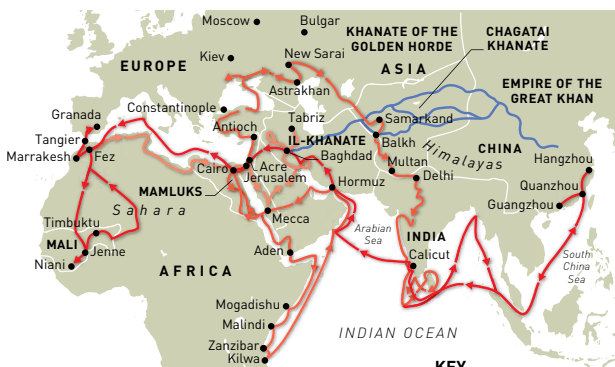 Moscow
Bulgar
KHANATE OF THE
GOLDEN HORDE
CHAGATAI
KHANATE
Kiev
New Sarai
EUROPE
ASIA
EMPIRE OF THE
GREAT KHAN
Astrakhan
Constantinople
Granada
Tabriz
Samarkand
Antioch
IL-KHANATE
Tangier
Balkh
CHINA
Marrakesh
Fez
Acre
Baghdad
Himalayas
Hangzhou
Cairo
Jerusalem
Multan
Delhi
MAMLUKS
Hormuz
Quanzhou
Sahara
Mecca
Guangzhou
Timbuktu
Arabian
Sea
INDIA
MALI
Jenne
Aden
Calicut
South
China
Sea
Niani
AFRICA
Mogadishu
Malindi
INDIAN OCEAN
Zanzibar
Kilwa
KEY